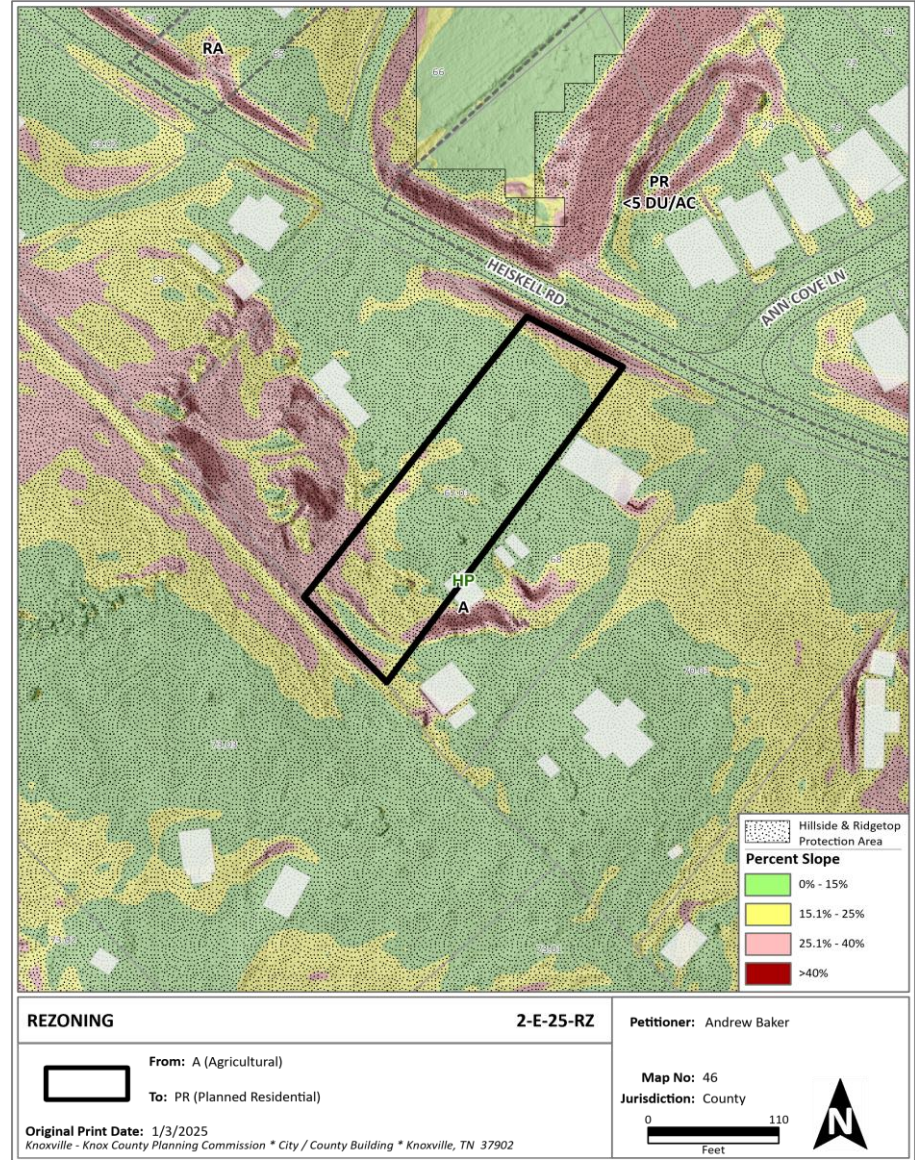 RA
66
PR
<5 DU/AC
HEISKELL RD
ANN COVE LN
HP
A
Hillside & Ridgetop
Protection Area
Percent Slope
0% - 15%
15.1% - 25%
25.1% - 40%
>40%
REZONING
2-E-25-RZ
From: A (Agricultural)
To: PR (Planned Residential)
Original Print Date: 1/3/2025
Knoxville - Knox County Planning Commission * City / County Building * Knoxville, TN 37902
Petitioner: Andrew Baker
Map No: 46
Jurisdiction: County
0 110
Feet
N